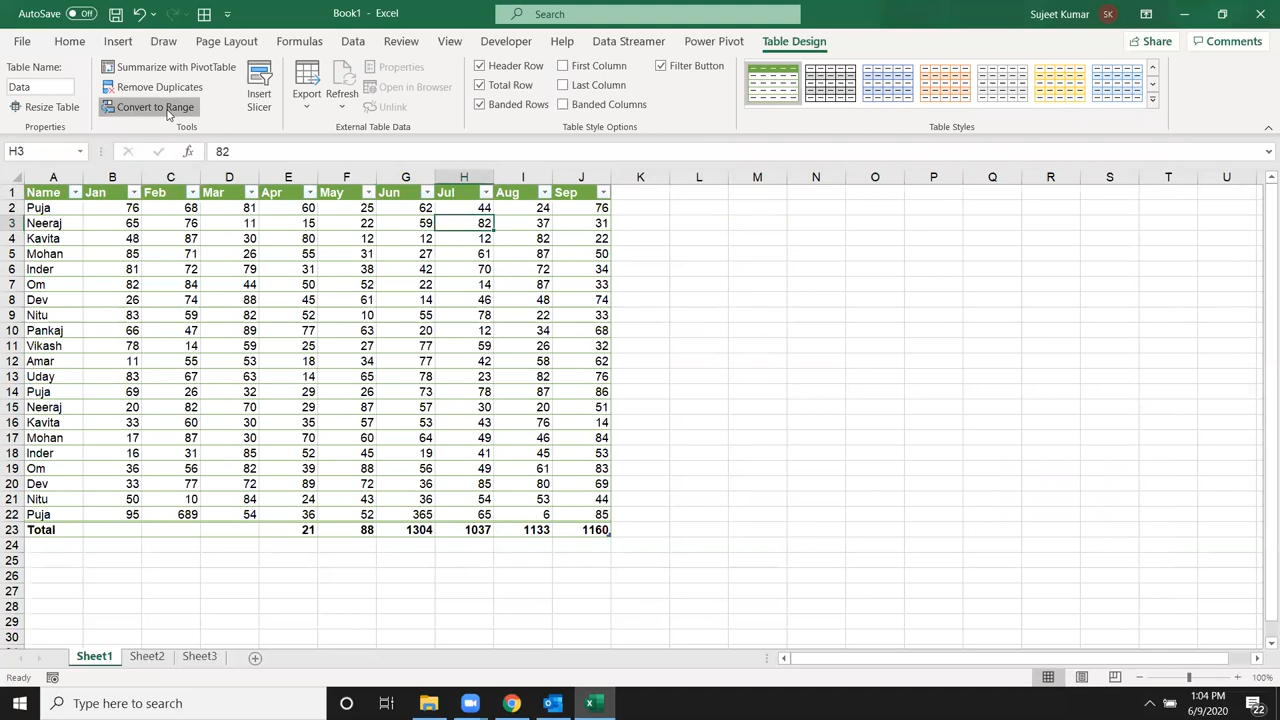 AutoSave Off Book1 - Excel Search Sujeet Kumar SK
File Home Insert Draw Page Layout Formulas Data Review View Developer Help Data Streamer Power Pivot Table Design Share Comments
Table Name:
Data
Resize Table
Properties
Summarize with PivotTable
Remove Duplicates
Convert to Range
Tools
Insert
Slicer
Export
Refresh
Properties
Open in Browser
Unlink
External Table Data
Header Row First Column Filter Button
Total Row Last Column
Banded Rows Banded Columns
Table Style Options
Table Styles
H3 fx 82
A B C D E F G H I J K L M N O P Q R S T U
1 Name Jan Feb Mar Apr May Jun Jul Aug Sep
2 Puja 76 68 81 60 25 62 44 24 76
3 Neeraj 65 76 11 15 22 59 82 37 31
4 Kavita 48 87 30 80 12 12 12 82 22
5 Mohan 85 71 26 55 31 27 61 87 50
6 Inder 81 72 79 31 38 42 70 72 34
7 Om 82 84 44 50 52 22 14 87 33
8 Dev 26 74 88 45 61 14 46 48 74
9 Nitu 83 59 82 52 10 55 78 22 33
10 Pankaj 66 47 89 77 63 20 12 34 68
11 Vikash 78 14 59 25 27 77 59 26 32
12 Amar 11 55 53 18 34 77 42 58 62
13 Uday 83 67 63 14 65 78 23 82 76
14 Puja 69 26 32 29 26 73 78 87 86
15 Neeraj 20 82 70 29 87 57 30 20 51
16 Kavita 33 60 30 35 57 53 43 76 14
17 Mohan 17 87 30 70 60 64 49 46 84
18 Inder 16 31 85 52 45 19 41 45 53
19 Om 36 56 82 39 88 56 49 61 83
20 Dev 33 77 72 89 72 36 85 80 69
21 Nitu 50 10 84 24 43 36 54 53 44
22 Puja 95 689 54 36 52 365 65 6 85
23 Total 21 88 1304 1037 1133 1160
24
25
26
27
28
29
30
Sheet1 Sheet2 Sheet3
Ready 100%
Type here to search
1:04 PM
6/9/2020
22